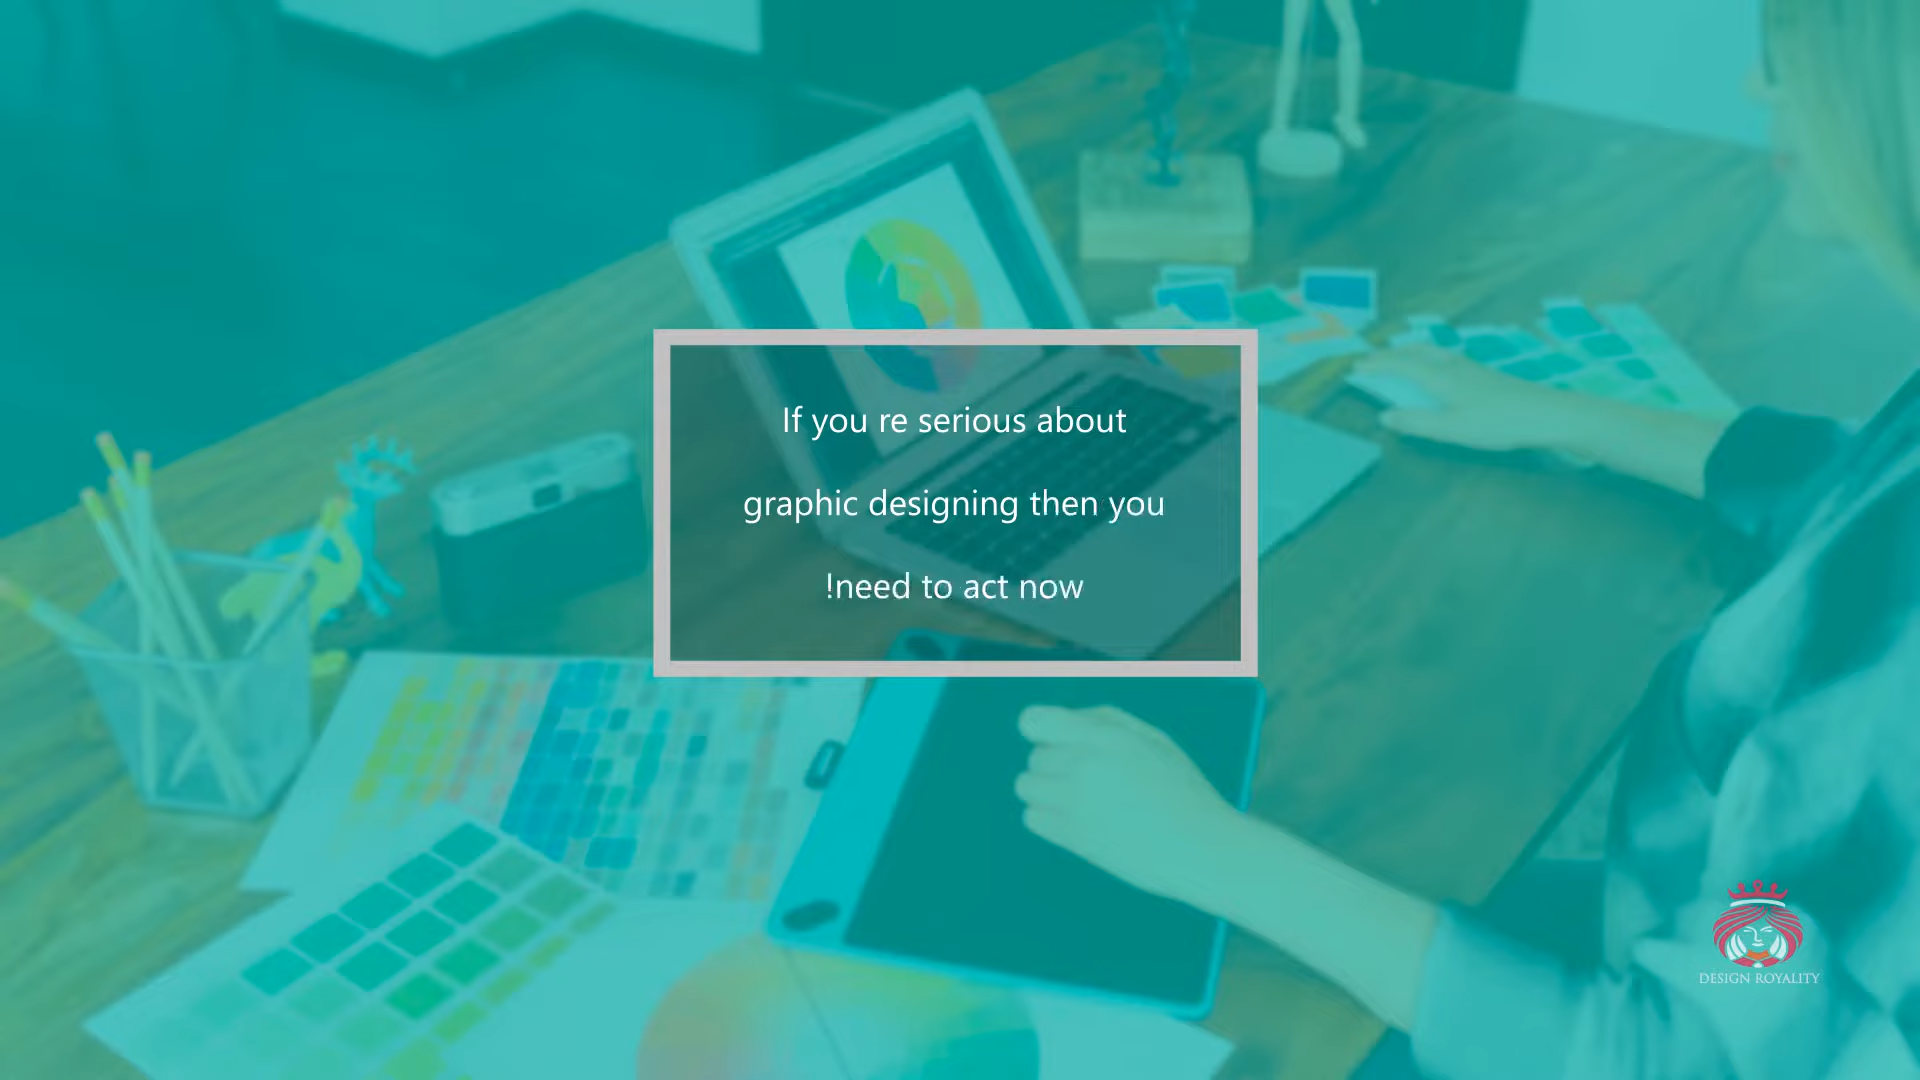 If you re serious about
graphic designing then you
!need to act now
DESIGN ROYALITY